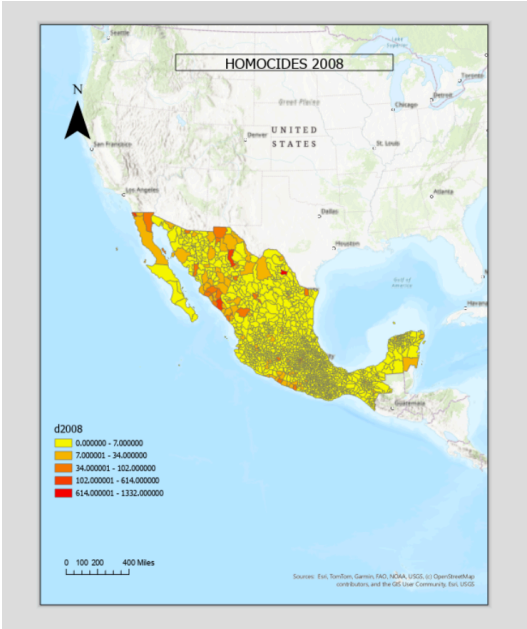 Seattle
Lake
Superior
HOMOCIDES 2008
Toronto
N
Great Plains
Detroit
Chicago
UNITED
STATES
Denver
San Francisco
St. Louis
Los Angeles
Atlanta
Dallas
Houston
Gulf of
America
Havana
Guatemala
d2008
0.000000 - 7.000000
7.000001 - 34.000000
34.000001 - 102.000000
102.000001 - 614.000000
614.000001 - 1332.000000
0 100 200 400 Miles
Sources: Esri, TomTom, Garmin, FAO, NOAA, USGS, (c) OpenStreetMap
contributors, and the GIS User Community, Esri, USGS